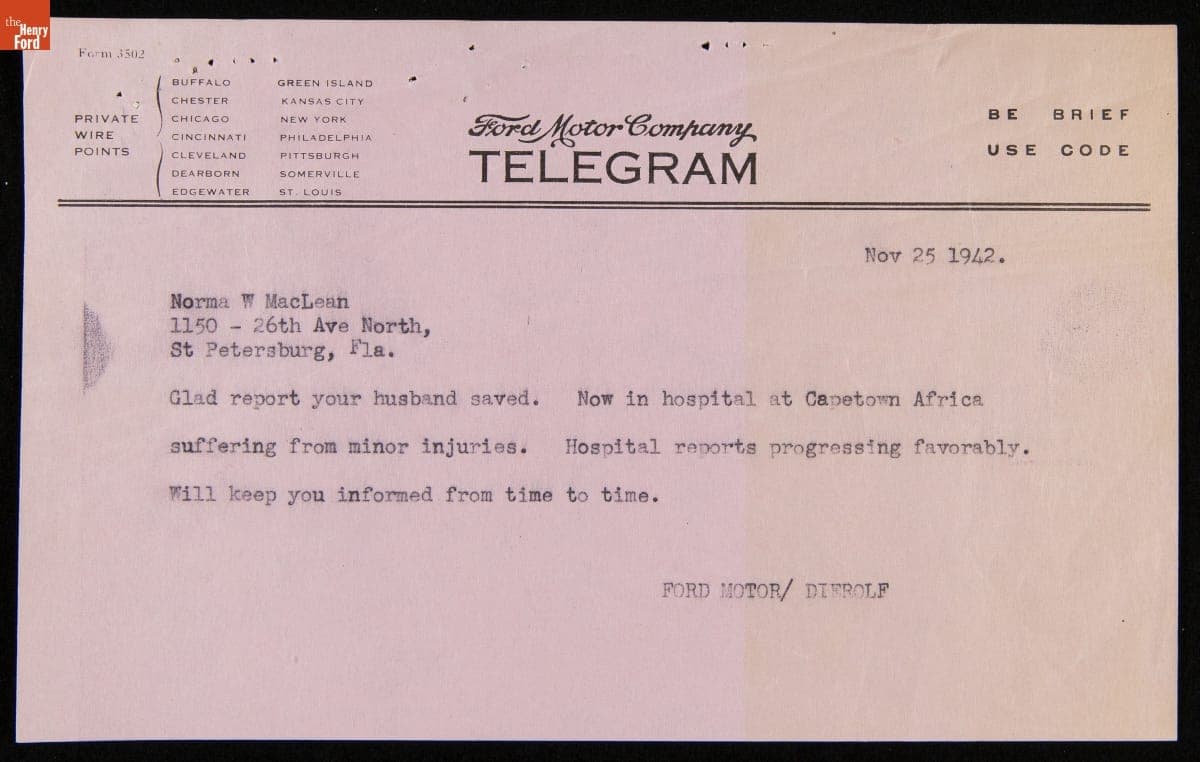 the
Henry
Ford
Form 3502
PRIVATE
WIRE
POINTS
BUFFALO
CHESTER
CHICAGO
CINCINNATI
CLEVELAND
DEARBORN
EDGEWATER
GREEN ISLAND
KANSAS CITY
NEW YORK
PHILADELPHIA
PITTSBURGH
SOMERVILLE
ST. LOUIS
Ford Motor Company
TELEGRAM
BE BRIEF
USE CODE
Nov 25 1942.
Norma W MacLean
1150 - 26th Ave North,
St Petersburg, Fla.
Glad report your husband saved. Now in hospital at Capetown Africa
suffering from minor injuries. Hospital reports progressing favorably.
Will keep you informed from time to time.
FORD MOTOR/ DIEROLF